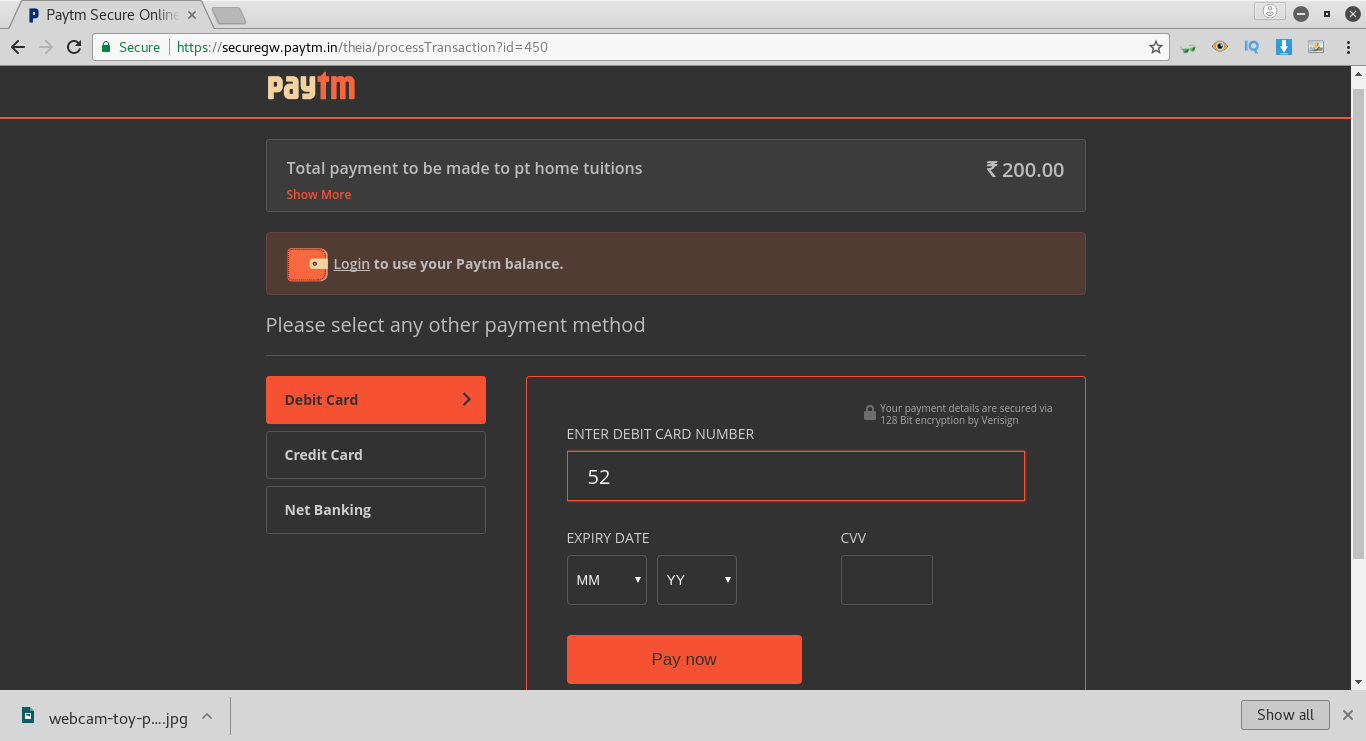 Paytm Secure Online
Secure
https://securegw.paytm.in/theia/processTransaction?id=450
IQ
paytm
Total payment to be made to pt home tuitions
₹ 200.00
Show More
Login to use your Paytm balance.
Please select any other payment method
Debit Card
Credit Card
Net Banking
Your payment details are secured via
128 Bit encryption by Verisign
ENTER DEBIT CARD NUMBER
52
EXPIRY DATE
CVV
MM
YY
Pay now
webcam-toy-p....jpg
Show all